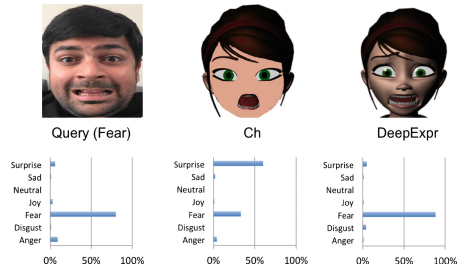 Query (Fear)
Ch
DeepExpr
Surprise
Sad
Neutral
Joy
Fear
Disgust
Anger
0% 50% 100%
Surprise
Sad
Neutral
Joy
Fear
Disgust
Anger
0% 50% 100%
Surprise
Sad
Neutral
Joy
Fear
Disgust
Anger
0% 50% 100%